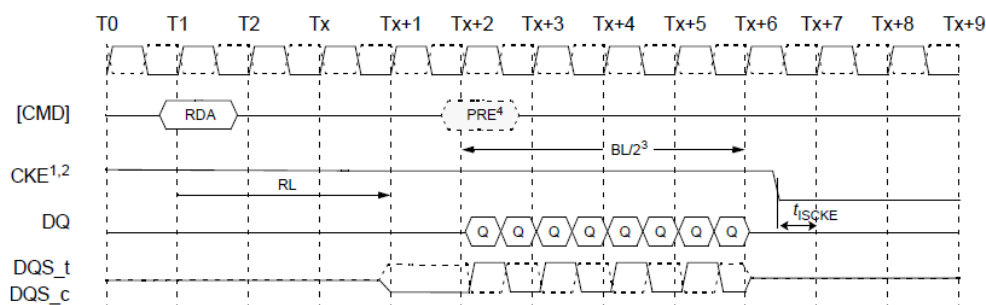 T0 T1 T2 Tx Tx+1 Tx+2 Tx+3 Tx+4 Tx+5 Tx+6 Tx+7 Tx+8 Tx+9
[CMD] RDA PRE⁴
BL/2³
CKE¹,²
RL
tISCKE
DQ Q Q Q Q Q Q Q Q
DQS_t
DQS_c